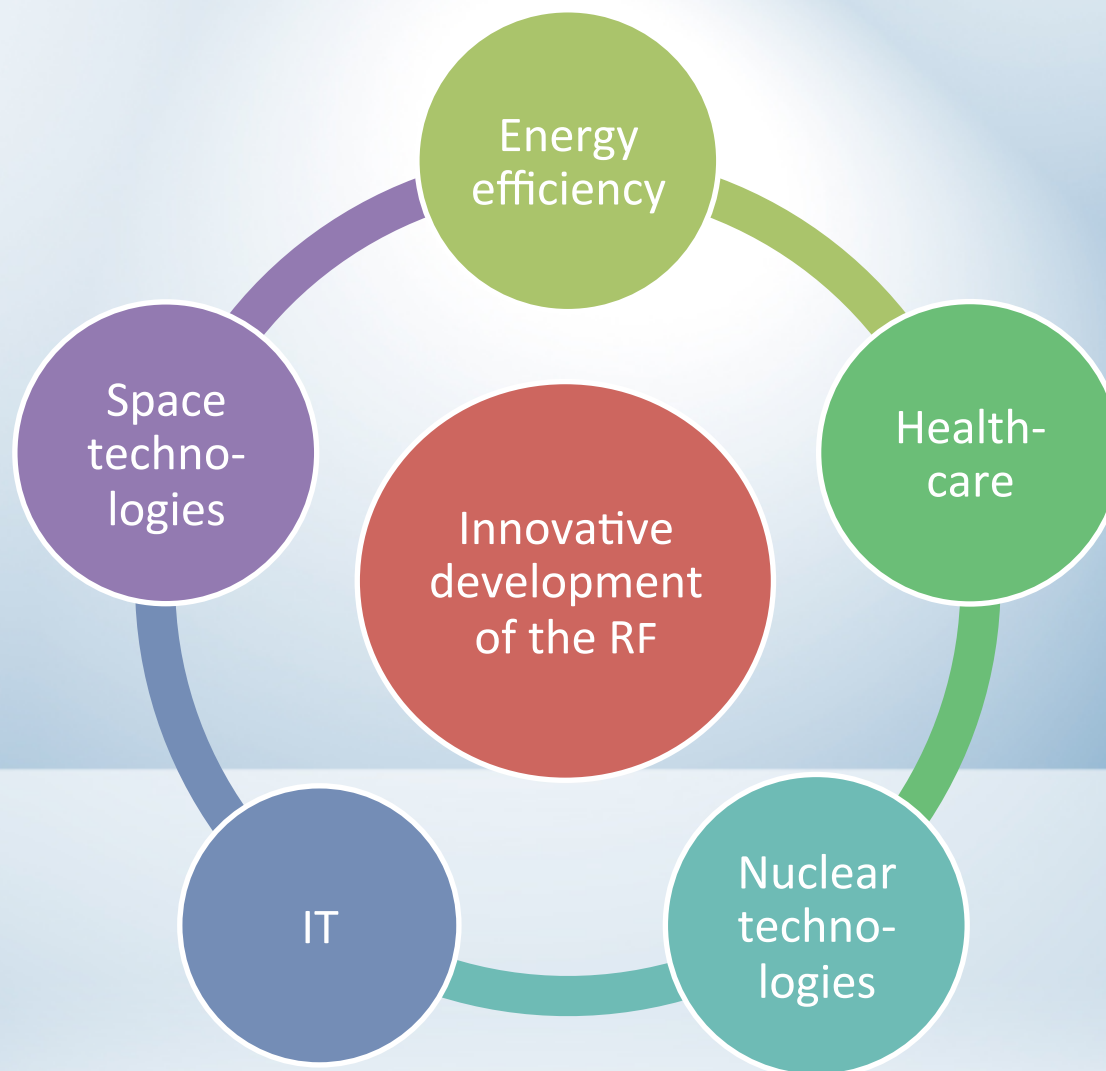 Energy
efficiency
Space
techno-
logies
Health-
care
Innovative
development
of the RF
IT
Nuclear
techno-
logies